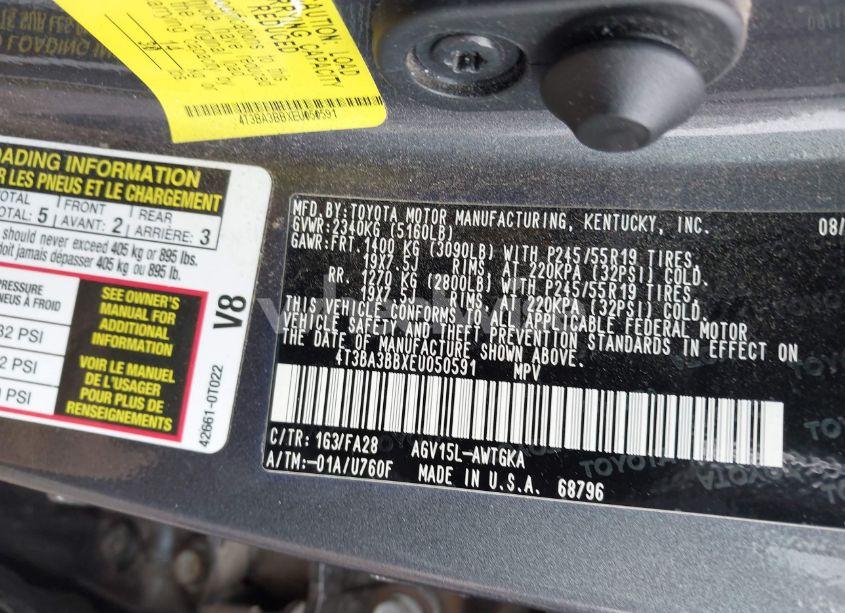 CAUTION: LOAD
CARRYING CAPACITY
REDUCED
4T3BA3BBXEU050591
LOADING INFORMATION
LES PNEUS ET LE CHARGEMENT
TOTAL: 5
FRONT
AVANT: 2
REAR
ARRIÈRE: 3
should never exceed 405 kg or 895 lbs.
doit jamais dépasser 405 kg ou 895 lb.
PRESSURE
PNEUS À FROID
32 PSI
PSI
PSI
SEE OWNER'S
MANUAL FOR
ADDITIONAL
INFORMATION
VOIR LE MANUEL
DE L'USAGER
POUR PLUS DE
RENSEIGNEMENTS
V8
42661-0T022
MFD.BY:TOYOTA MOTOR MANUFACTURING, KENTUCKY, INC. 08/
GVWR:2340KG (5160LB)
GAWR:FRT. 1400 KG (3090LB) WITH P245/55R19 TIRES,
19X7.5J RIMS, AT 220KPA (32PSI) COLD.
RR. 1270 KG (2800LB) WITH P245/55R19 TIRES,
19X7.5J RIMS, AT 220KPA (32PSI) COLD.
THIS VEHICLE CONFORMS TO ALL APPLICABLE FEDERAL MOTOR
VEHICLE SAFETY AND THEFT PREVENTION STANDARDS IN EFFECT ON
THE DATE OF MANUFACTURE SHOWN ABOVE.
4T3BA3BBXEU050591 MPV
C/TR: 1G3/FA28 AGV15L-AWTGKA
A/TM:-01A/U760F MADE IN U.S.A. 68796